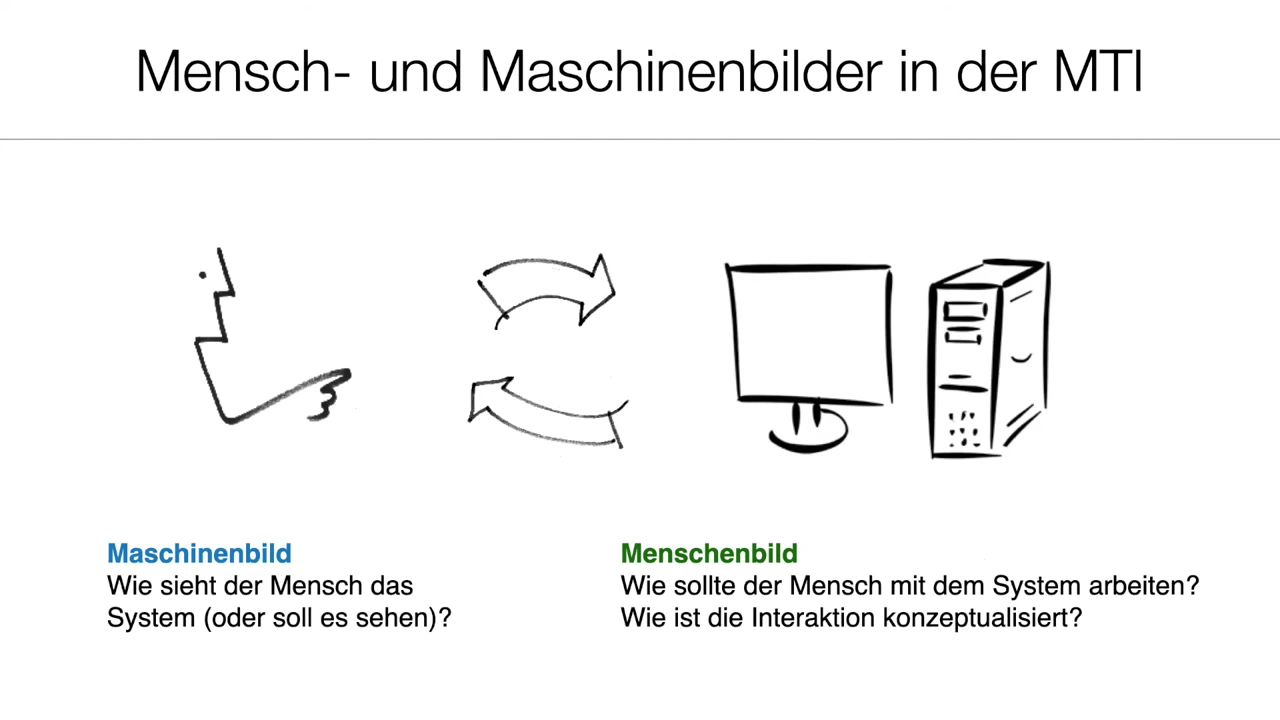 Mensch- und Maschinenbilder in der MTI
Maschinenbild
Wie sieht der Mensch das
System (oder soll es sehen)?
Menschenbild
Wie sollte der Mensch mit dem System arbeiten?
Wie ist die Interaktion konzeptualisiert?